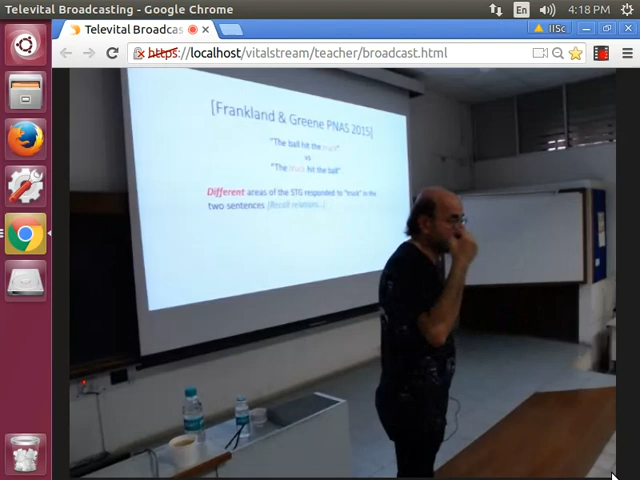 Televital Broadcasting - Google Chrome
En
4:18 PM
Televital Broadcas
IISc
https://localhost/vitalstream/teacher/broadcast.html
[Frankland & Greene PNAS 2015]
"The ball hit the truck"
vs
"The truck hit the ball"
Different areas of the STG responded to "truck" in the
two sentences (Recall relations...)